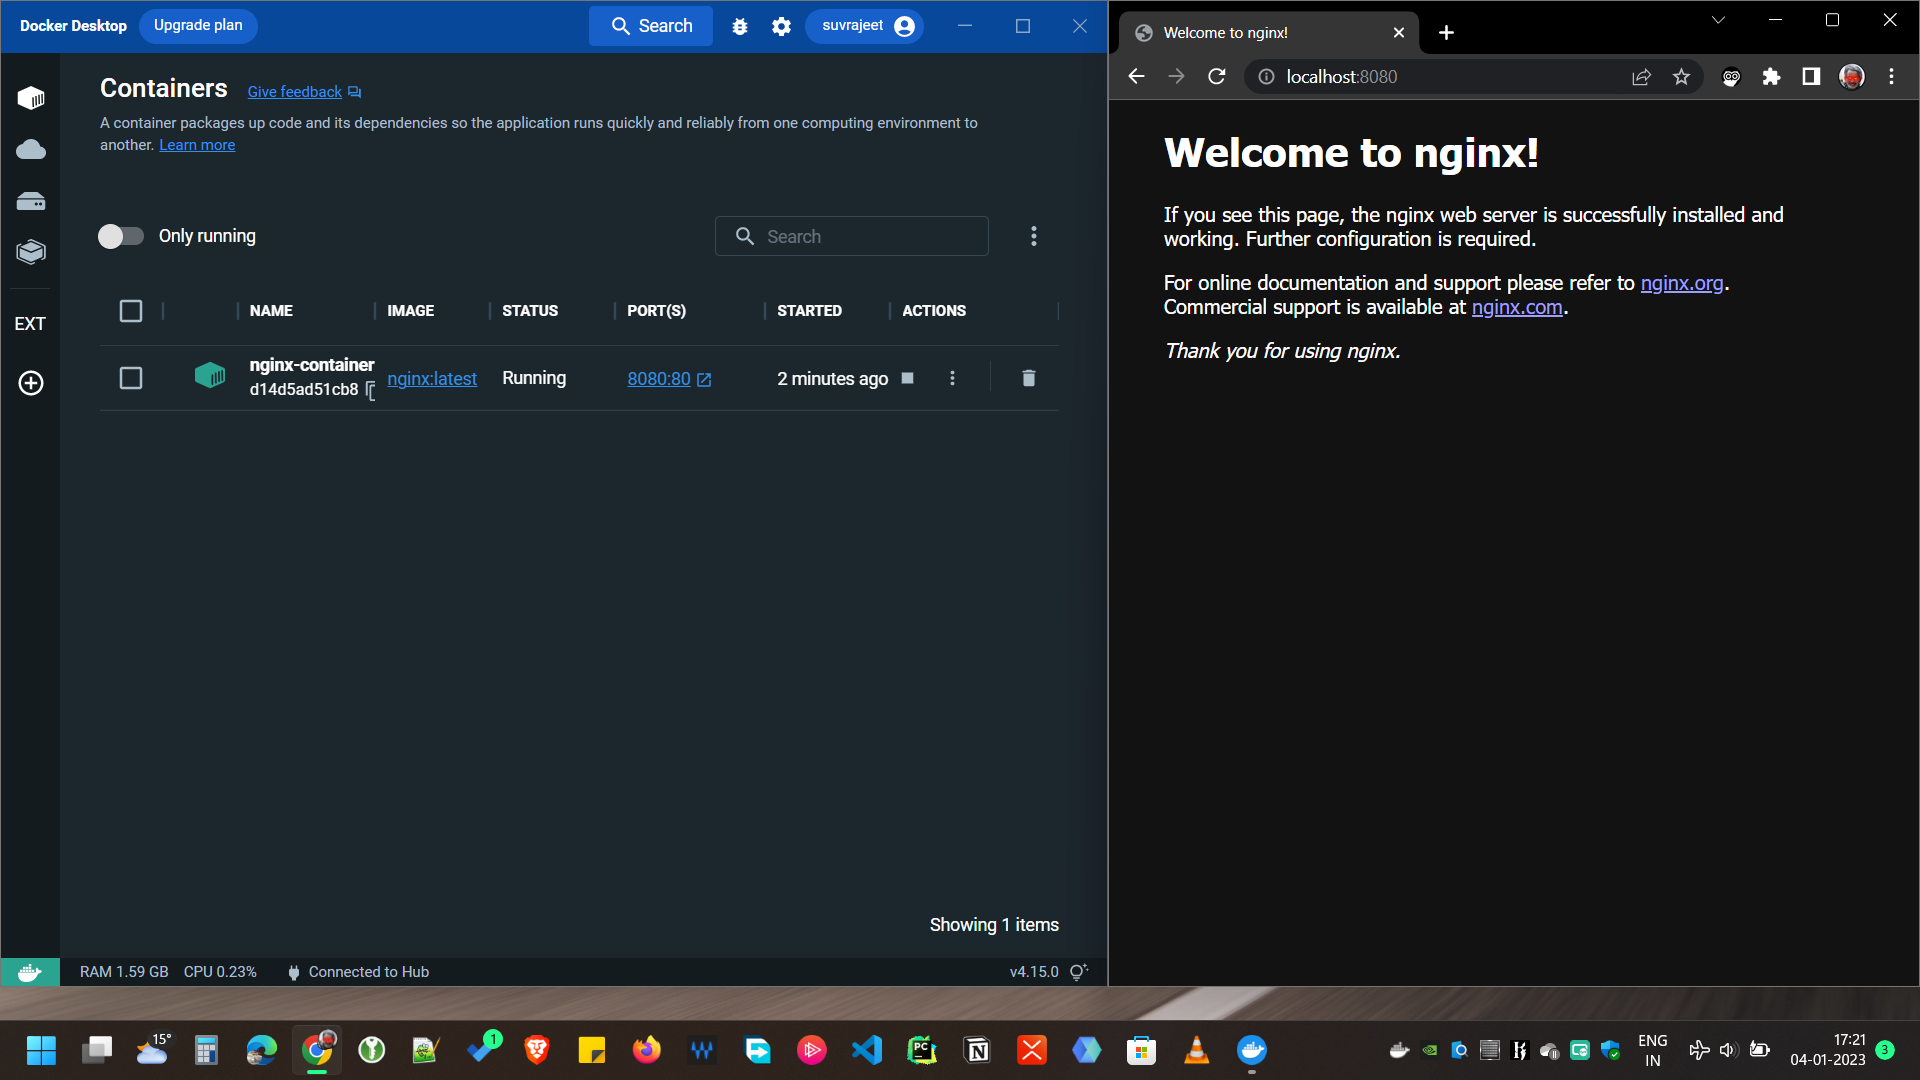 Docker Desktop
Upgrade plan
Search
suvrajeet
Containers
Give feedback
A container packages up code and its dependencies so the application runs quickly and reliably from one computing environment to
another. Learn more
Only running
Search
EXT
NAME IMAGE STATUS PORT(S) STARTED ACTIONS
nginx-container
d14d5ad51cb8
nginx:latest Running 8080:80 2 minutes ago
Showing 1 items
RAM 1.59 GB CPU 0.23% Connected to Hub
v4.15.0
Welcome to nginx!
localhost:8080
Welcome to nginx!
If you see this page, the nginx web server is successfully installed and
working. Further configuration is required.
For online documentation and support please refer to nginx.org.
Commercial support is available at nginx.com.
Thank you for using nginx.
15°
1
PC
N
ENG
IN
17:21
04-01-2023
3